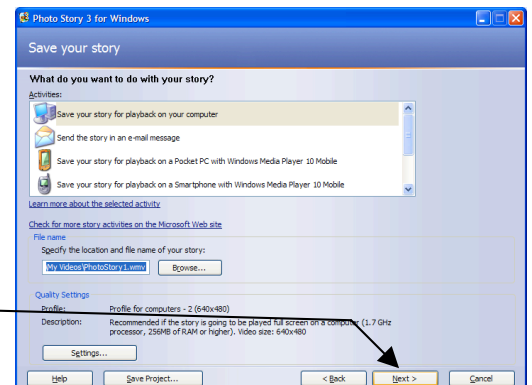 Photo Story 3 for Windows
Save your story
What do you want to do with your story?
Activities:
Save your story for playback on your computer
Send the story in an e-mail message
Save your story for playback on a Pocket PC with Windows Media Player 10 Mobile
Save your story for playback on a Smartphone with Windows Media Player 10 Mobile
Learn more about the selected activity
Check for more story activities on the Microsoft Web site
File name
Specify the location and file name of your story:
My Videos\PhotoStory1.wmv Browse...
Quality Settings
Profile: Profile for computers - 2 (640x480)
Description: Recommended if the story is going to be played full screen on a computer (1.7 GHz
processor, 256MB of RAM or higher). Video size: 640x480
Settings...
Help Save Project... < Back Next > Cancel